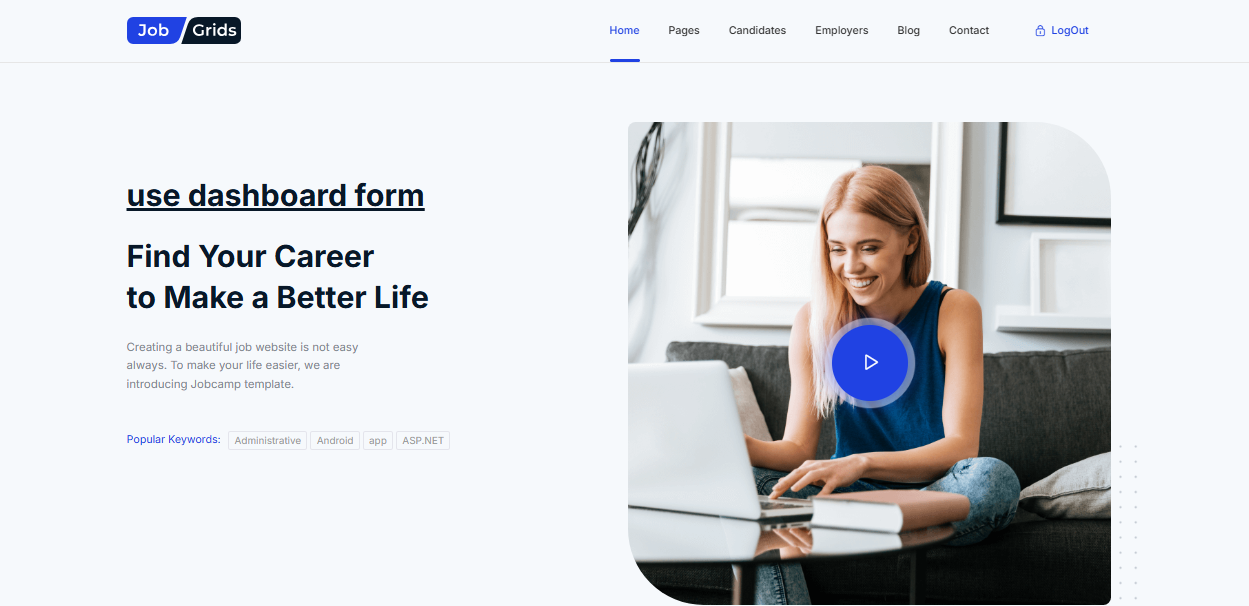 Job Grids
Home Pages Candidates Employers Blog Contact LogOut
use dashboard form
Find Your Career
to Make a Better Life
Creating a beautiful job website is not easy
always. To make your life easier, we are
introducing Jobcamp template.
Popular Keywords: Administrative Android app ASP.NET